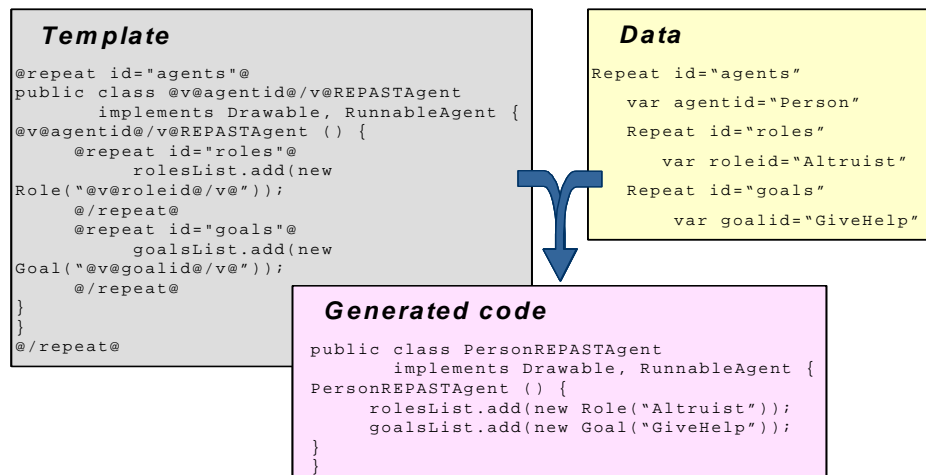 Template
@repeat id="agents"@
public class @v@agentid@/v@REPASTAgent
implements Drawable, RunnableAgent {
@v@agentid@/v@REPASTAgent () {
@repeat id="roles"@
rolesList.add(new
Role(“@v@roleid@/v@”));
@/repeat@
@repeat id="goals"@
goalsList.add(new
Goal(“@v@goalid@/v@”));
@/repeat@
}
}
@/repeat@
Data
Repeat id=“agents”
var agentid=“Person”
Repeat id=“roles”
var roleid=“Altruist”
Repeat id=“goals”
var goalid=“GiveHelp”
Generated code
public class PersonREPASTAgent
implements Drawable, RunnableAgent {
PersonREPASTAgent () {
rolesList.add(new Role(“Altruist”));
goalsList.add(new Goal(“GiveHelp”));
}
}